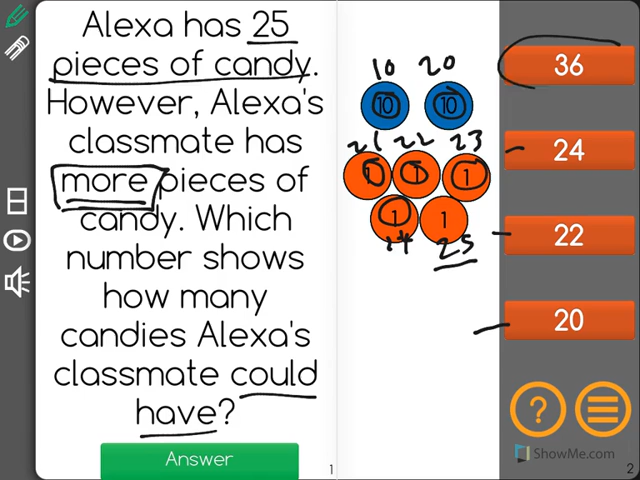 Alexa has 25
pieces of candy.
However, Alexa's
classmate has
more pieces of
candy. Which
number shows
how many
candies Alexa's
classmate could
have?
Answer
1
10 20
10 10
21 22 23
1 1 1
1 1
24 25
36
24
22
20
?
ShowMe.com
2